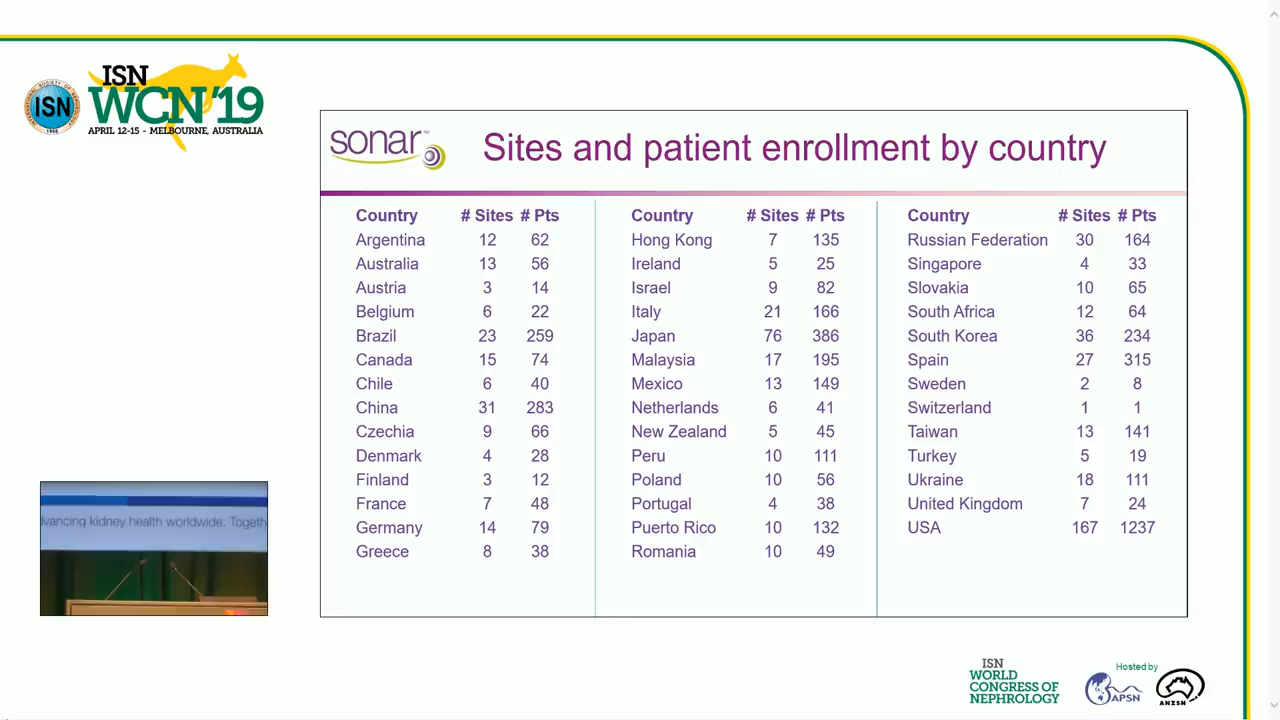 ISN
WCN'19
APRIL 12-15 - MELBOURNE, AUSTRALIA
ISN
1960
sonar™
Sites and patient enrollment by country
Country # Sites # Pts
Argentina 12 62
Australia 13 56
Austria 3 14
Belgium 6 22
Brazil 23 259
Canada 15 74
Chile 6 40
China 31 283
Czechia 9 66
Denmark 4 28
Finland 3 12
France 7 48
Germany 14 79
Greece 8 38
Country # Sites # Pts
Hong Kong 7 135
Ireland 5 25
Israel 9 82
Italy 21 166
Japan 76 386
Malaysia 17 195
Mexico 13 149
Netherlands 6 41
New Zealand 5 45
Peru 10 111
Poland 10 56
Portugal 4 38
Puerto Rico 10 132
Romania 10 49
Country # Sites # Pts
Russian Federation 30 164
Singapore 4 33
Slovakia 10 65
South Africa 12 64
South Korea 36 234
Spain 27 315
Sweden 2 8
Switzerland 1 1
Taiwan 13 141
Turkey 5 19
Ukraine 18 111
United Kingdom 7 24
USA 167 1237
dvancing kidney health worldwide. Togeth
ISN
WORLD
CONGRESS OF
NEPHROLOGY
Hosted by
APSN
ANZSN